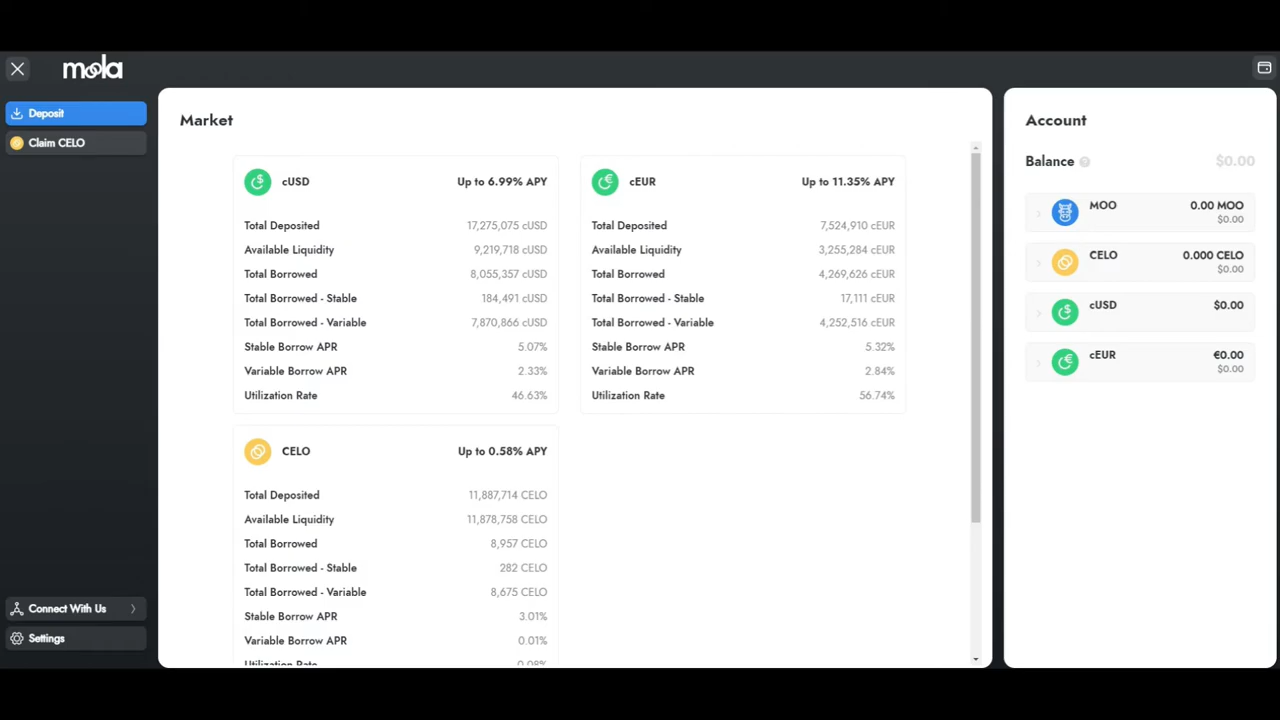 moola
Deposit
Claim CELO
Connect With Us
Settings
Market
cUSD Up to 6.99% APY
Total Deposited 17,275,075 cUSD
Available Liquidity 9,219,718 cUSD
Total Borrowed 8,055,357 cUSD
Total Borrowed - Stable 184,491 cUSD
Total Borrowed - Variable 7,870,866 cUSD
Stable Borrow APR 5.07%
Variable Borrow APR 2.33%
Utilization Rate 46.63%
cEUR Up to 11.35% APY
Total Deposited 7,524,910 cEUR
Available Liquidity 3,255,284 cEUR
Total Borrowed 4,269,626 cEUR
Total Borrowed - Stable 17,111 cEUR
Total Borrowed - Variable 4,252,516 cEUR
Stable Borrow APR 5.32%
Variable Borrow APR 2.84%
Utilization Rate 56.74%
CELO Up to 0.58% APY
Total Deposited 11,887,714 CELO
Available Liquidity 11,878,758 CELO
Total Borrowed 8,957 CELO
Total Borrowed - Stable 282 CELO
Total Borrowed - Variable 8,675 CELO
Stable Borrow APR 3.01%
Variable Borrow APR 0.01%
Utilization Rate 0.08%
Account
Balance ? $0.00
MOO 0.00 MOO
$0.00
CELO 0.000 CELO
$0.00
cUSD $0.00
cEUR €0.00
$0.00